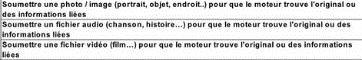 Soumettre une photo / image (portrait, objet, endroit..) pour que le moteur trouve l'original ou
des informations liées
Soumettre un fichier audio (chanson, histoire…) pour que le moteur trouve l'original ou des
informations liées
Soumettre un fichier vidéo (film…) pour que le moteur trouve l'original ou des informations
liées